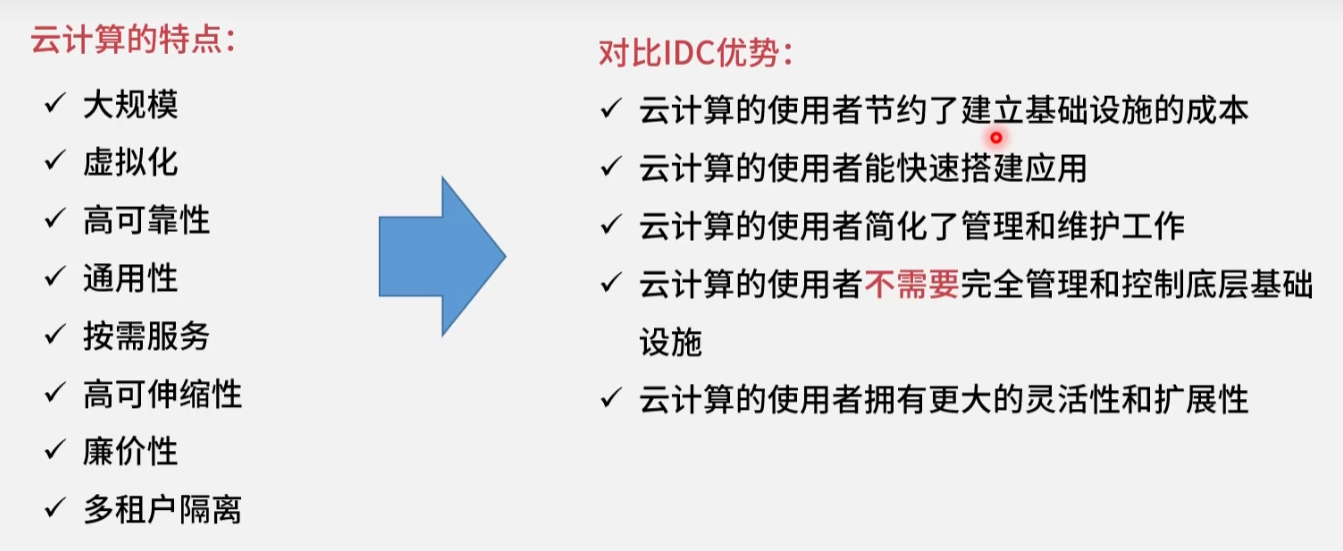 云计算的特点：
大规模
虚拟化
高可靠性
通用性
按需服务
高可伸缩性
廉价性
多租户隔离
对比IDC优势：
云计算的使用者节约了建立基础设施的成本
云计算的使用者能快速搭建应用
云计算的使用者简化了管理和维护工作
云计算的使用者不需要完全管理和控制底层基础
设施
云计算的使用者拥有更大的灵活性和扩展性